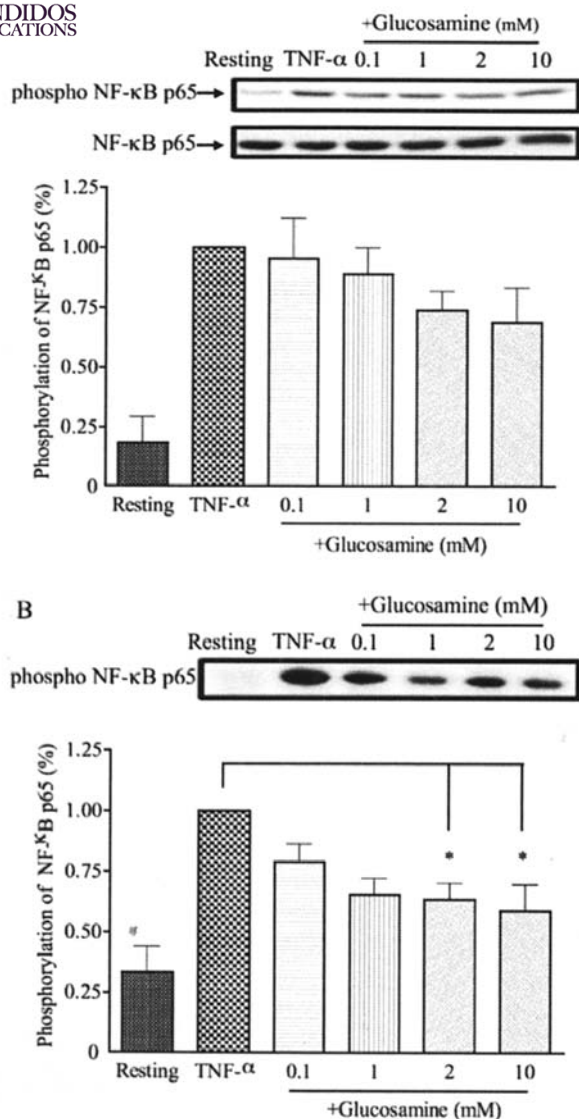 NDIDOS
ICATIONS
+Glucosamine (mM)
Resting TNF-α 0.1 1 2 10
phospho NF-κB p65→
NF-κB p65→
Phosphorylation of NF-κB p65 (%)
1.25
1.00
0.75
0.50
0.25
0
Resting TNF-α 0.1 1 2 10
+Glucosamine (mM)
B
+Glucosamine (mM)
Resting TNF-α 0.1 1 2 10
phospho NF-κB p65
Phosphorylation of NF-κB p65 (%)
1.25
1.00
0.75
0.50
0.25
0
* *
Resting TNF-α 0.1 1 2 10
+Glucosamine (mM)